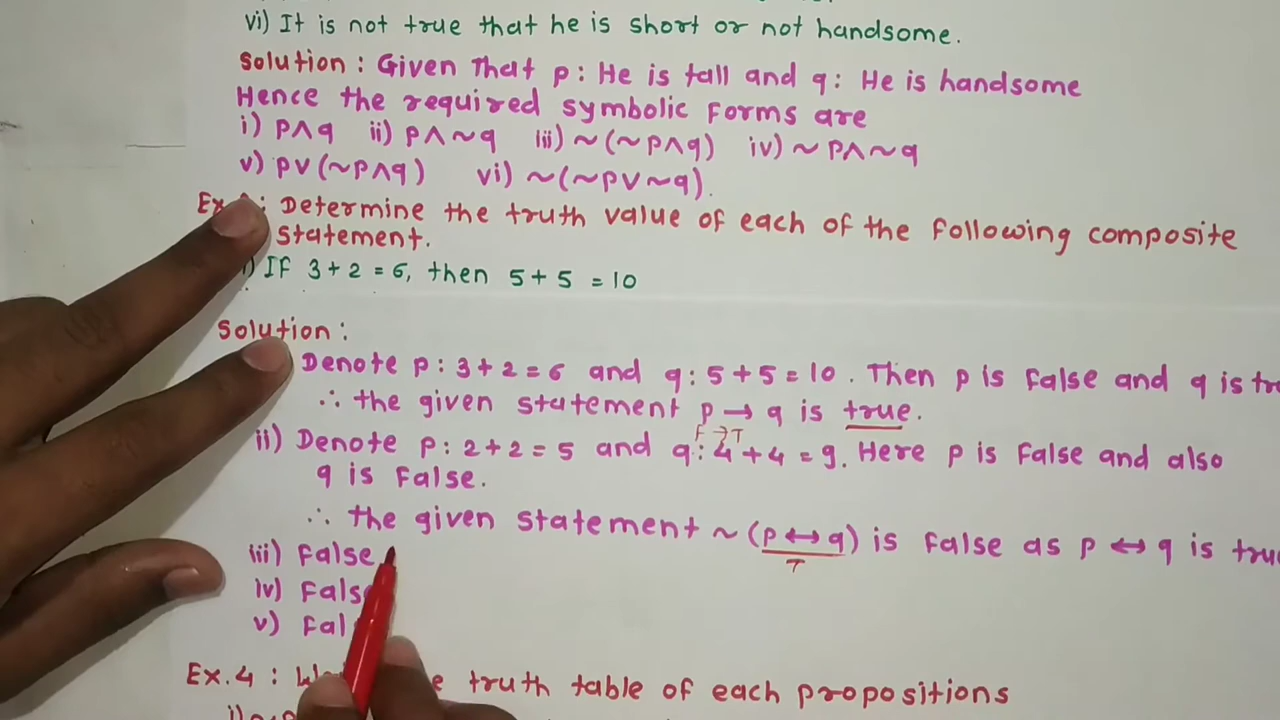 vi) It is not true that he is short or not handsome.
Solution : Given That p : He is tall and q : He is handsome
Hence the required symbolic forms are
i) p∧q ii) p∧~q iii) ~(~p∧q) iv) ~p∧~q
v) p∨(~p∧q) vi) ~(~p∨~q).
Ex : Determine the truth value of each of the following composite
statement.
i) If 3+2=6, then 5+5=10
Solution :
Denote p : 3+2=6 and q : 5+5=10. Then p is false and q is
∴ the given statement p → q is true.
F → T
ii) Denote p : 2+2=5 and q : 4+4=9. Here p is false and also
q is false.
∴ the given statement ~(p ↔ q) is false as p ↔ q is
T
iii) false
iv)
v)
Ex.4 : truth table of each propositions